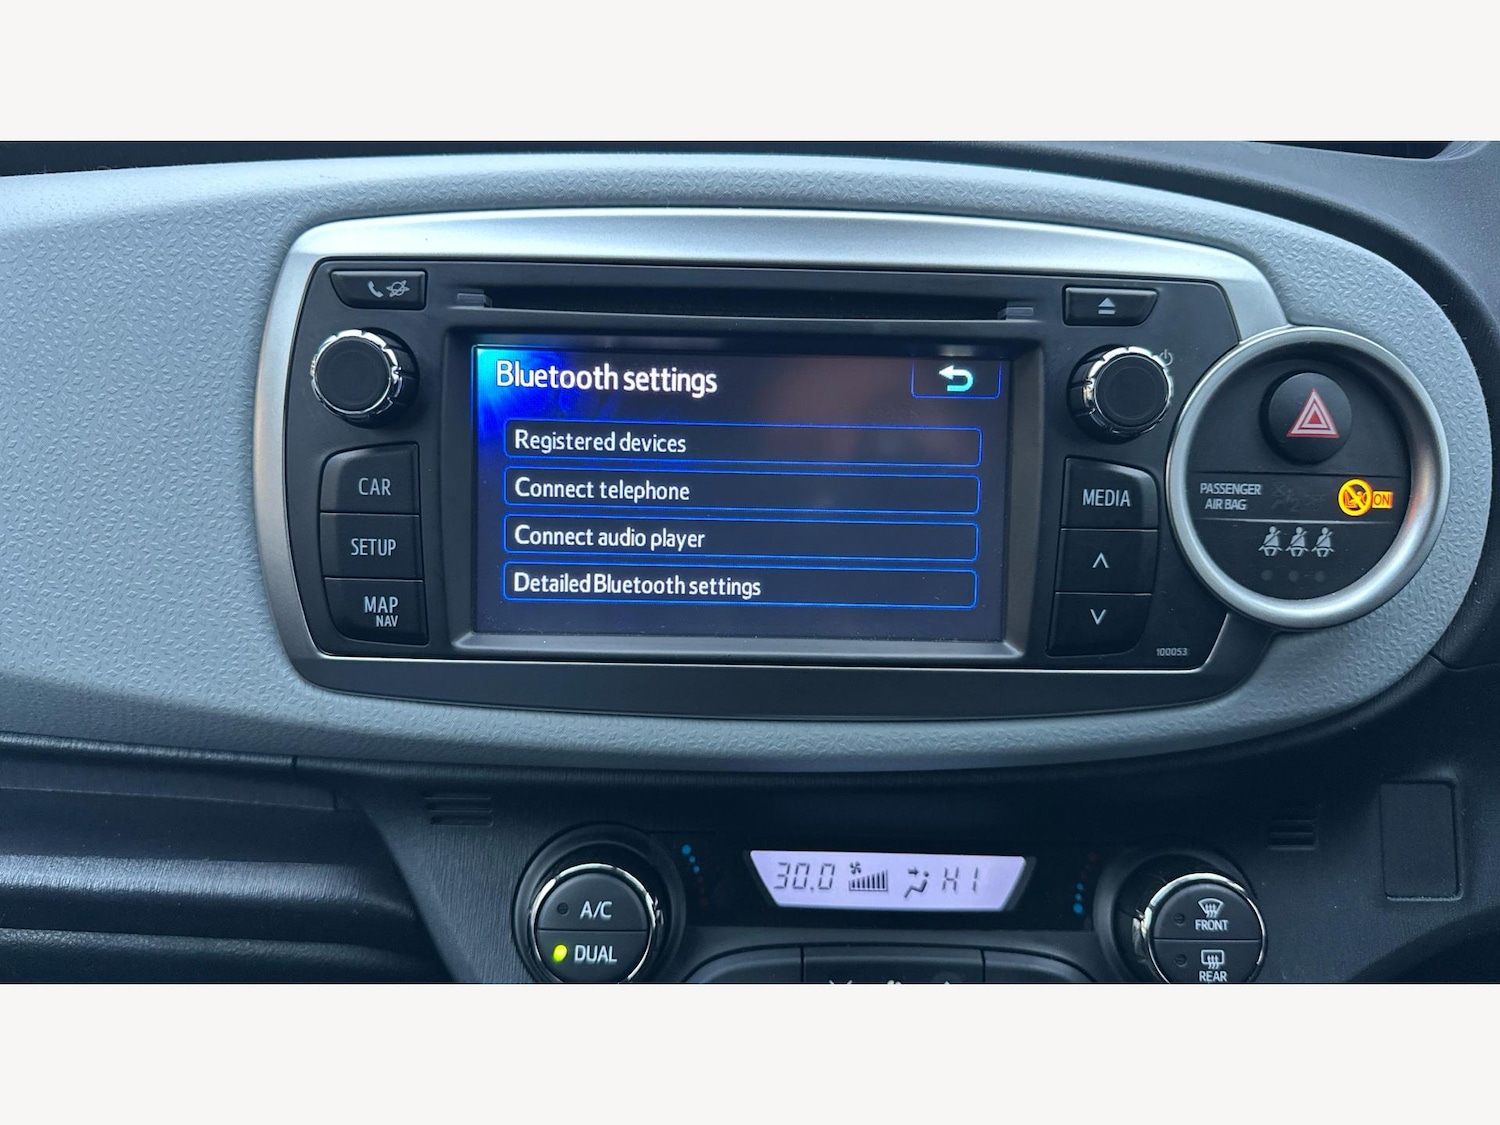 Bluetooth settings
Registered devices
Connect telephone
Connect audio player
Detailed Bluetooth settings
CAR
SETUP
MAP
NAV
MEDIA
100053
PASSENGER
AIR BAG
ON
30.0
HI
A/C
DUAL
FRONT
REAR